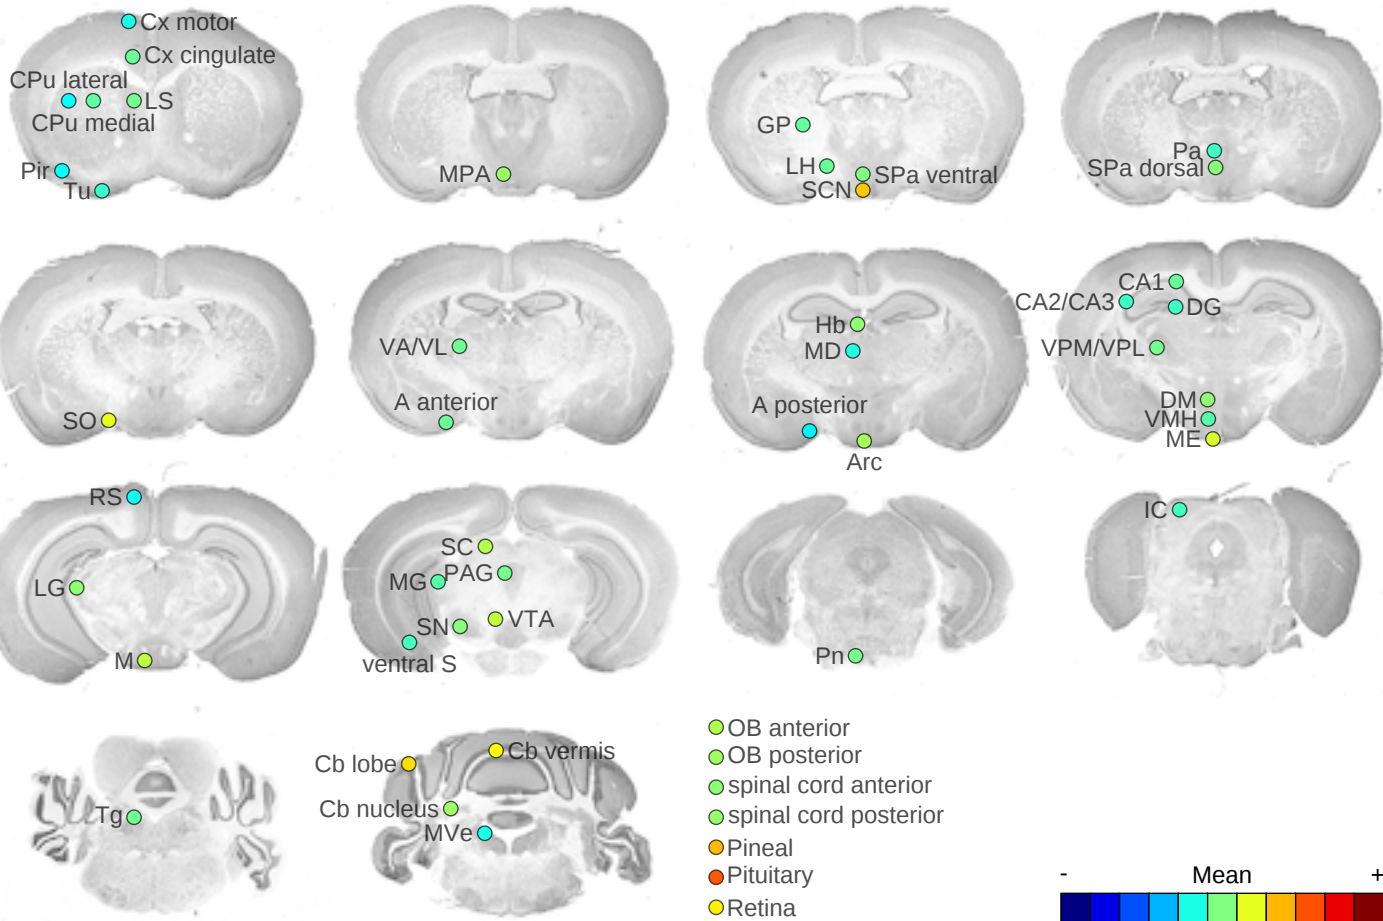 Cx motor
Cx cingulate
CPu lateral
LS
CPu medial
Pir
Tu
MPA
GP
LH
SPa ventral
SCN
Pa
SPa dorsal
SO
VA/VL
A anterior
Hb
MD
A posterior
Arc
CA1
CA2/CA3
DG
VPM/VPL
DM
VMH
ME
RS
LG
M
SC
MG
PAG
SN
VTA
ventral S
Pn
IC
Tg
Cb lobe
Cb vermis
Cb nucleus
MVe
OB anterior
OB posterior
spinal cord anterior
spinal cord posterior
Pineal
Pituitary
Retina
- Mean +